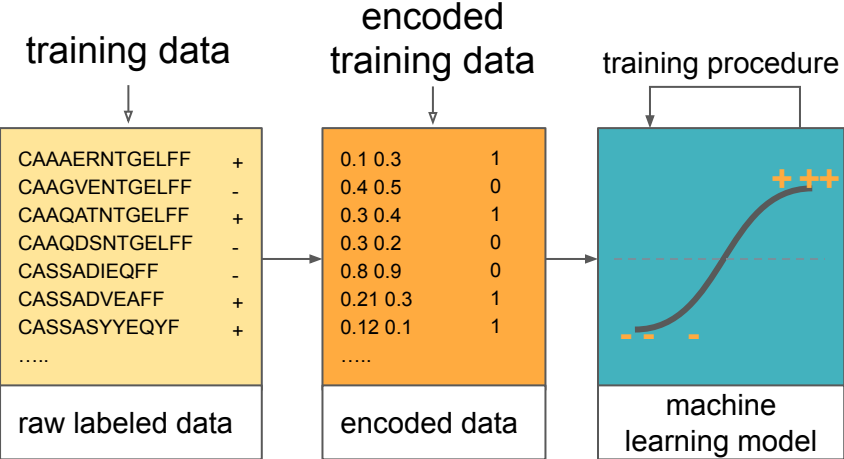 training data
encoded
training data
training procedure
CAAAERNTGELFF +
CAAGVENTGELFF -
CAAQATNTGELFF +
CAAQDSNTGELFF -
CASSADIEQFF -
CASSADVEAFF +
CASSASYYEQYF +
…..
raw labeled data
0.1 0.3 1
0.4 0.5 0
0.3 0.4 1
0.3 0.2 0
0.8 0.9 0
0.21 0.3 1
0.12 0.1 1
…..
encoded data
+ ++
- - -
machine
learning model